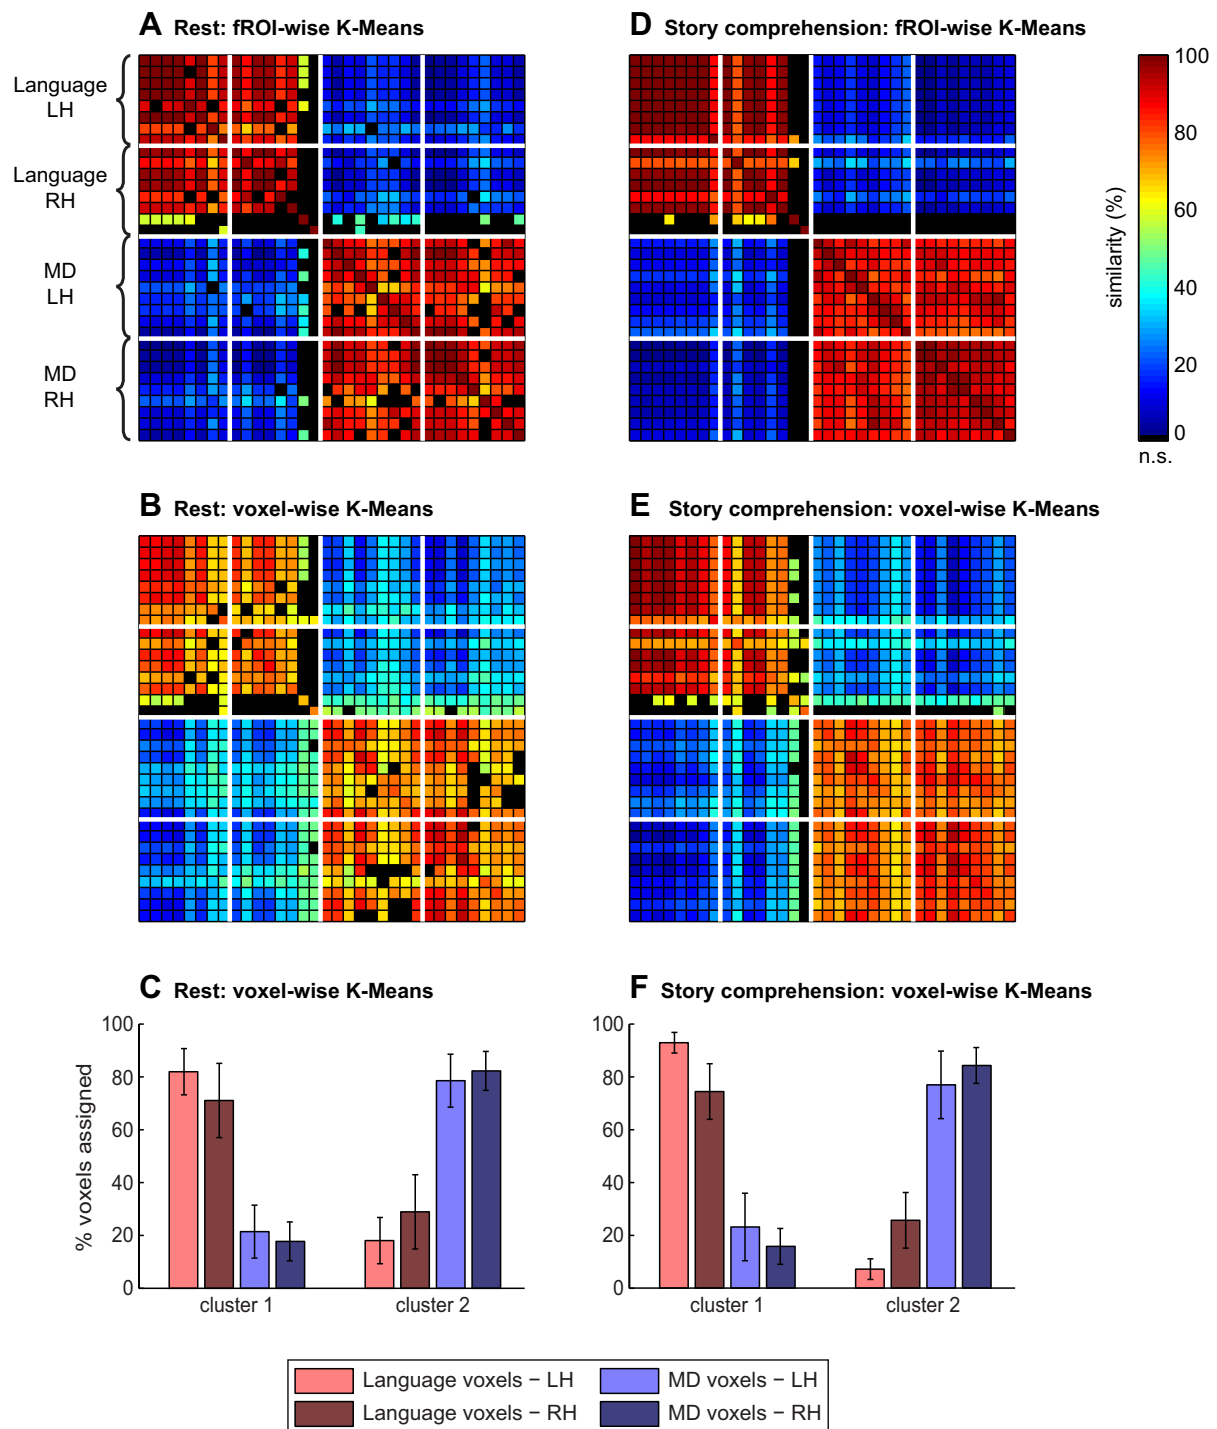 A Rest: fROI-wise K-Means
D Story comprehension: fROI-wise K-Means
Language
LH
Language
RH
MD
LH
MD
RH
100
80
60
40
20
0
n.s.
similarity (%)
B Rest: voxel-wise K-Means
E Story comprehension: voxel-wise K-Means
C Rest: voxel-wise K-Means
F Story comprehension: voxel-wise K-Means
% voxels assigned
100
80
60
40
20
0
cluster 1
cluster 2
100
80
60
40
20
0
cluster 1
cluster 2
Language voxels − LH
MD voxels − LH
Language voxels − RH
MD voxels − RH